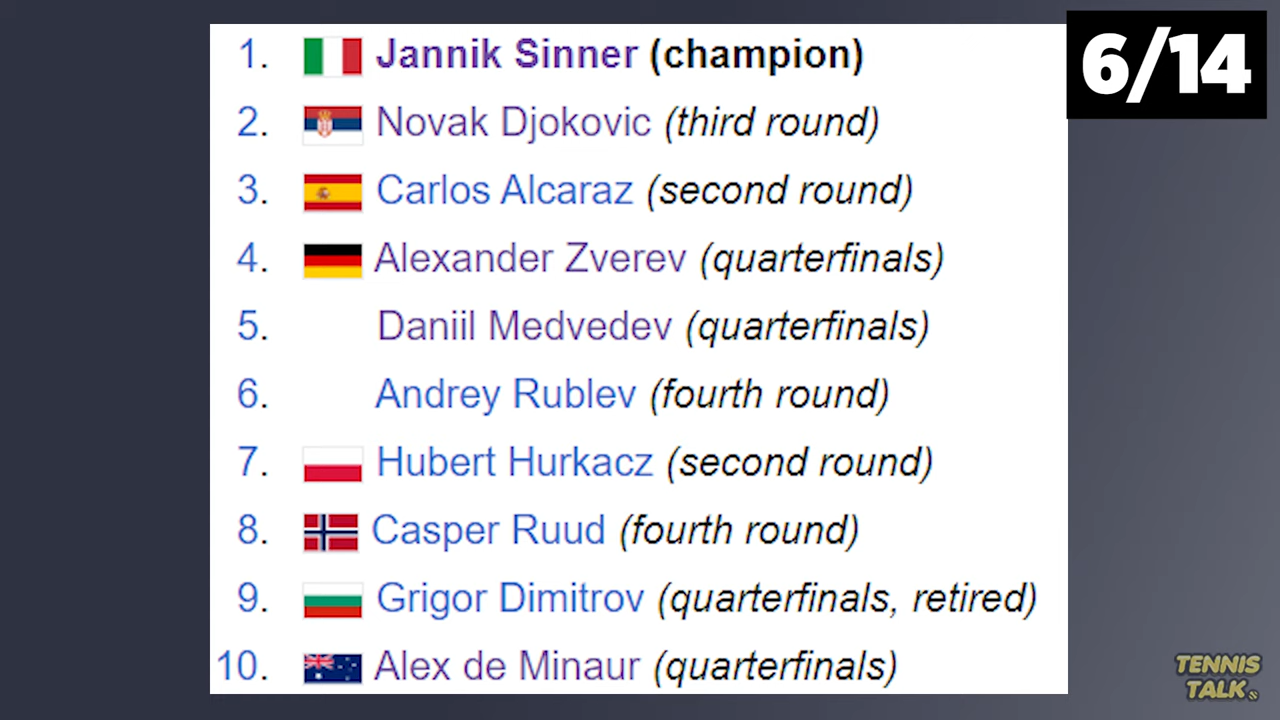 1. Jannik Sinner (champion)
2. Novak Djokovic (third round)
3. Carlos Alcaraz (second round)
4. Alexander Zverev (quarterfinals)
5. Daniil Medvedev (quarterfinals)
6. Andrey Rublev (fourth round)
7. Hubert Hurkacz (second round)
8. Casper Ruud (fourth round)
9. Grigor Dimitrov (quarterfinals, retired)
10. Alex de Minaur (quarterfinals)
6/14
TENNIS
TALK